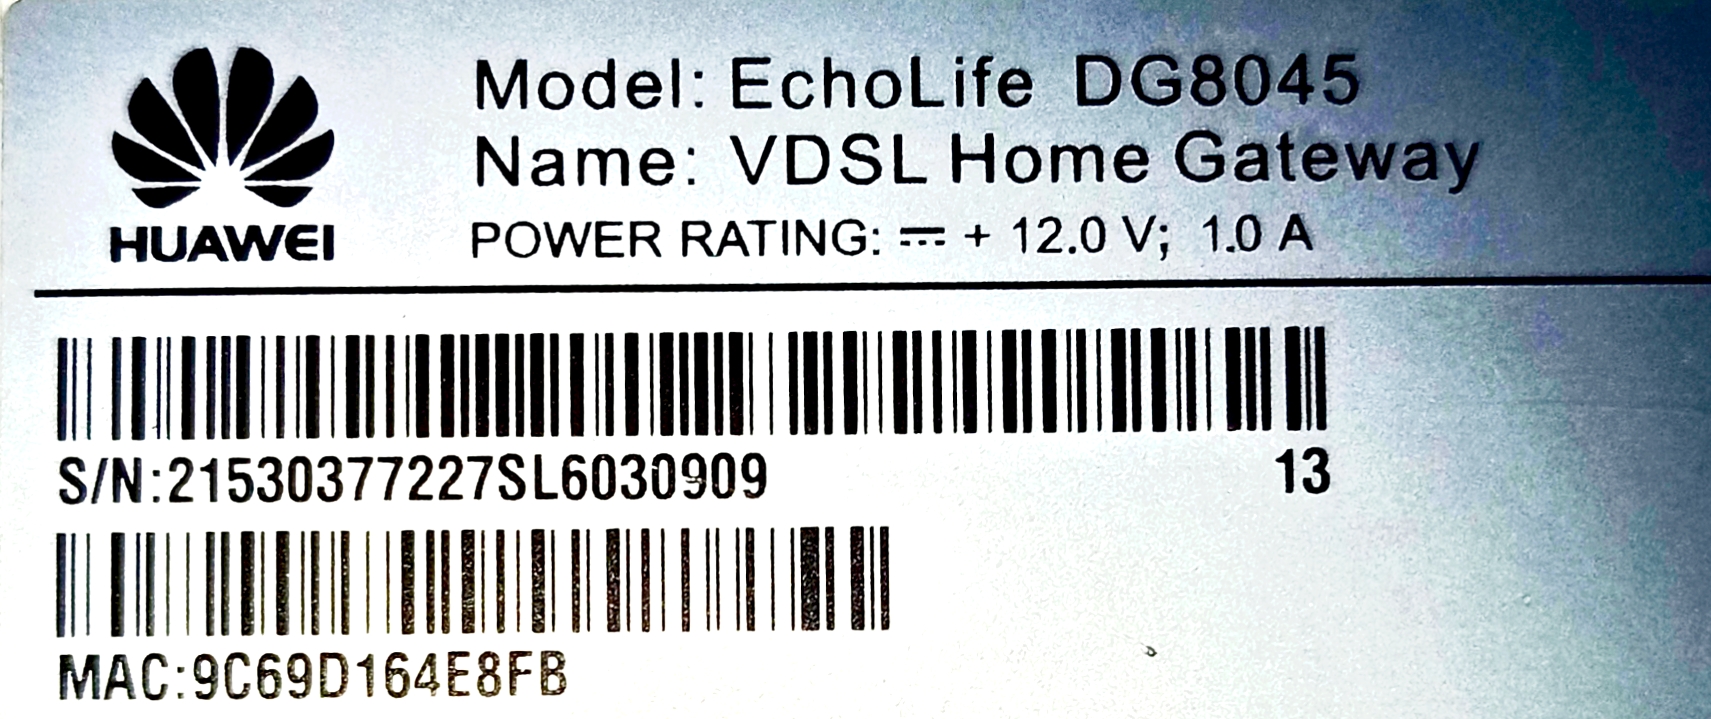 Model: EchoLife DG8045
Name: VDSL Home Gateway
HUAWEI
POWER RATING: ⎓ + 12.0 V; 1.0 A
S/N:21530377227SL6030909 13
MAC:9C69D164E8FB